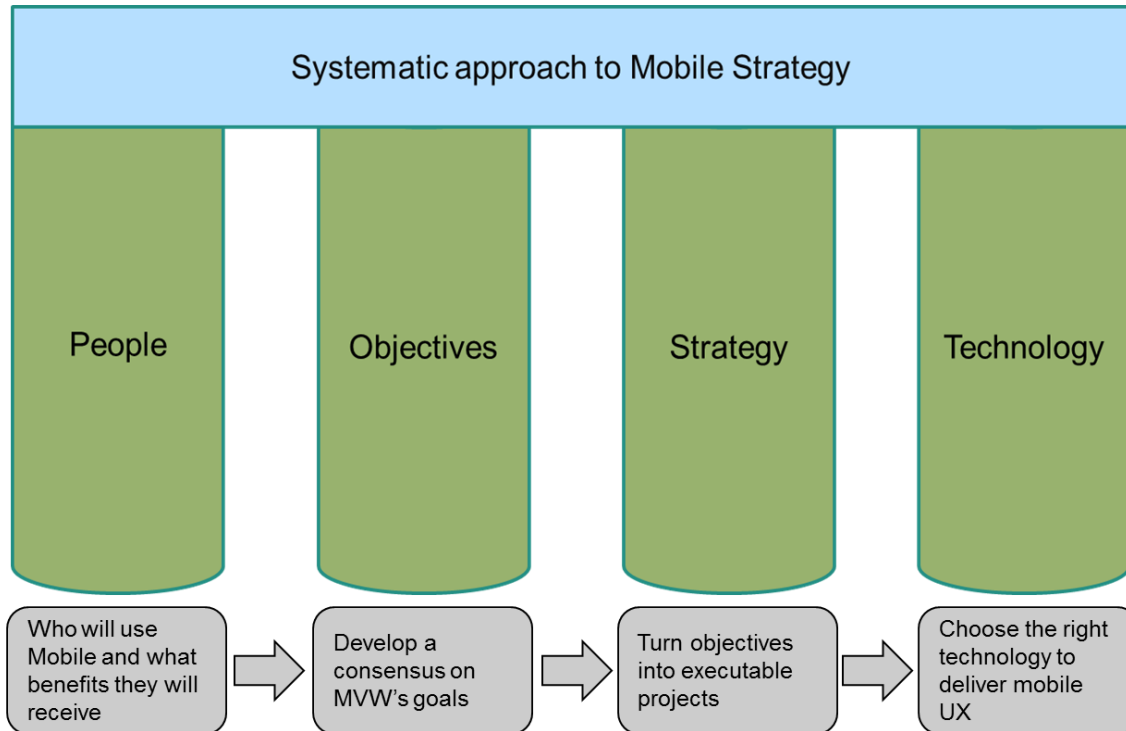 Systematic approach to Mobile Strategy
People
Objectives
Strategy
Technology
Who will use
Mobile and what
benefits they will
receive
Develop a
consensus on
MVW's goals
Turn objectives
into executable
projects
Choose the right
technology to
deliver mobile
UX